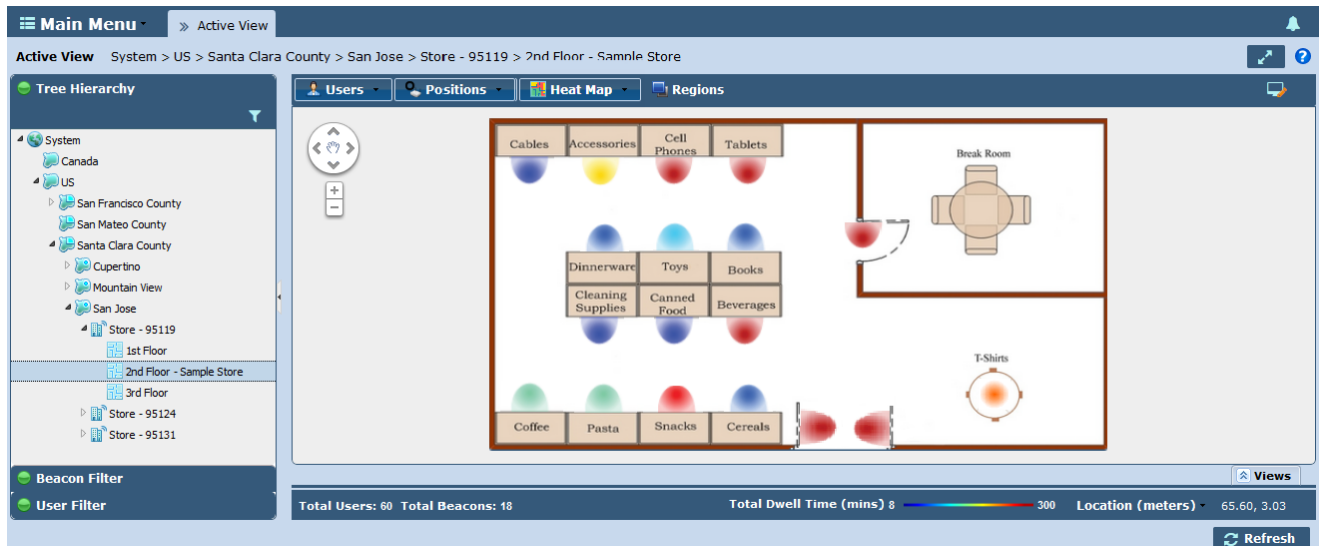 Main Menu
Active View
Active View System > US > Santa Clara County > San Jose > Store - 95119 > 2nd Floor - Sample Store
Tree Hierarchy
System
Canada
US
San Francisco County
San Mateo County
Santa Clara County
Cupertino
Mountain View
San Jose
Store - 95119
1st Floor
2nd Floor - Sample Store
3rd Floor
Store - 95124
Store - 95131
Beacon Filter
User Filter
Users Positions Heat Map Regions
Cables Accessories Cell Phones Tablets
Break Room
Dinnerware Toys Books
Cleaning Supplies Canned Food Beverages
T-Shirts
Coffee Pasta Snacks Cereals
Views
Total Users: 60 Total Beacons: 18 Total Dwell Time (mins) 8 300 Location (meters) 65.60, 3.03
Refresh